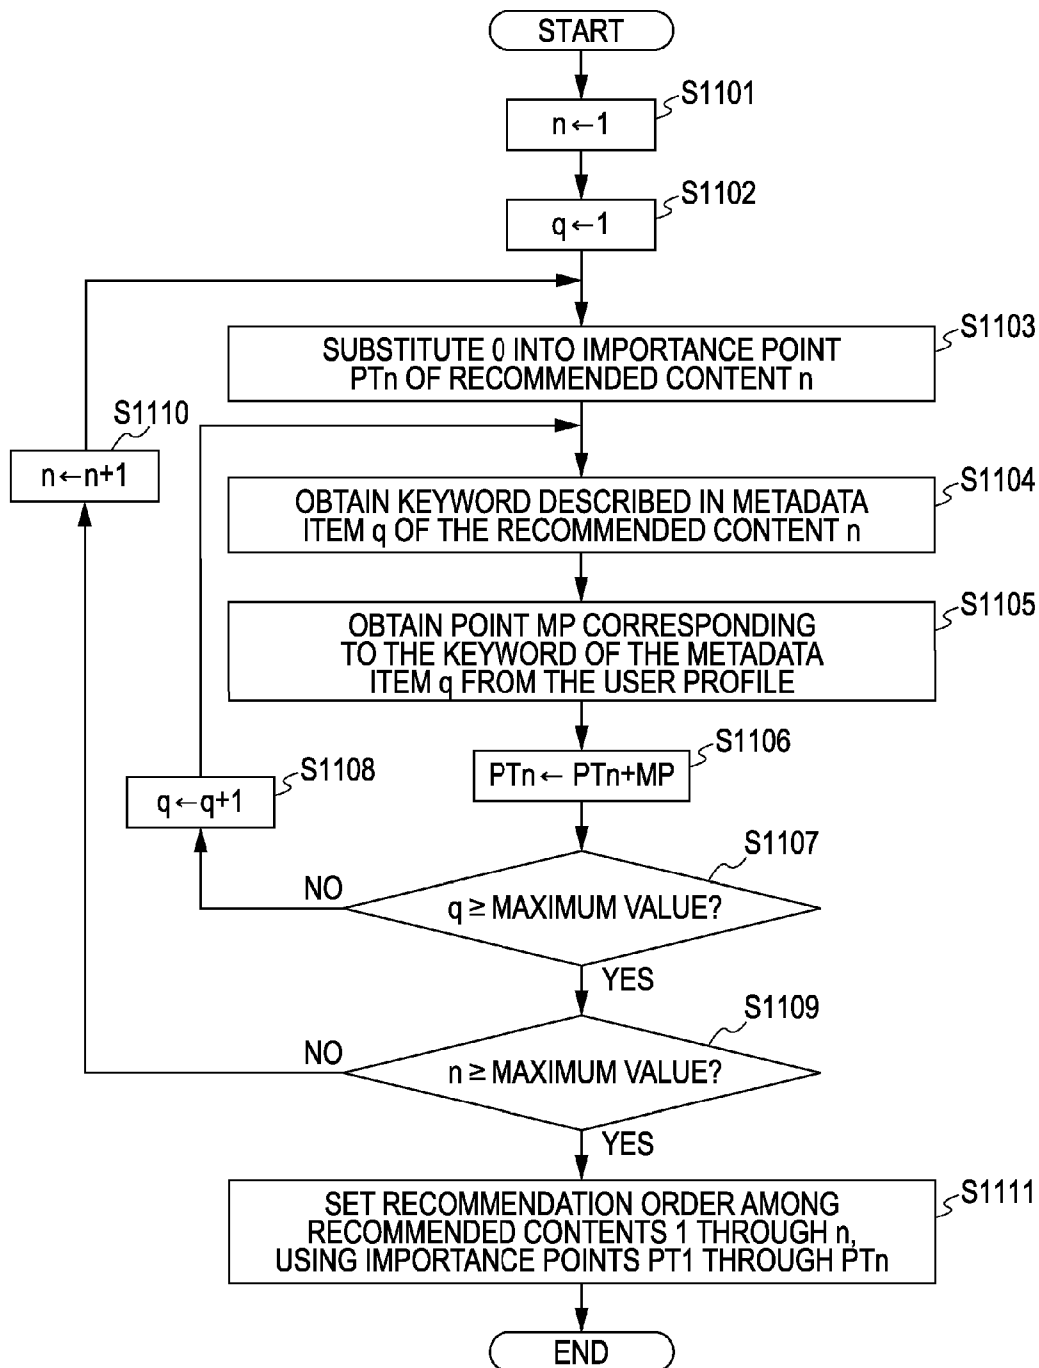 START
S1101
n←1
S1102
q←1
S1103
SUBSTITUTE 0 INTO IMPORTANCE POINT
PTn OF RECOMMENDED CONTENT n
S1110
n←n+1
S1104
OBTAIN KEYWORD DESCRIBED IN METADATA
ITEM q OF THE RECOMMENDED CONTENT n
S1105
OBTAIN POINT MP CORRESPONDING
TO THE KEYWORD OF THE METADATA
ITEM q FROM THE USER PROFILE
S1106
PTn← PTn+MP
S1108
q←q+1
S1107
NO
q ≧ MAXIMUM VALUE?
YES
S1109
NO
n ≧ MAXIMUM VALUE?
YES
S1111
SET RECOMMENDATION ORDER AMONG
RECOMMENDED CONTENTS 1 THROUGH n,
USING IMPORTANCE POINTS PT1 THROUGH PTn
END